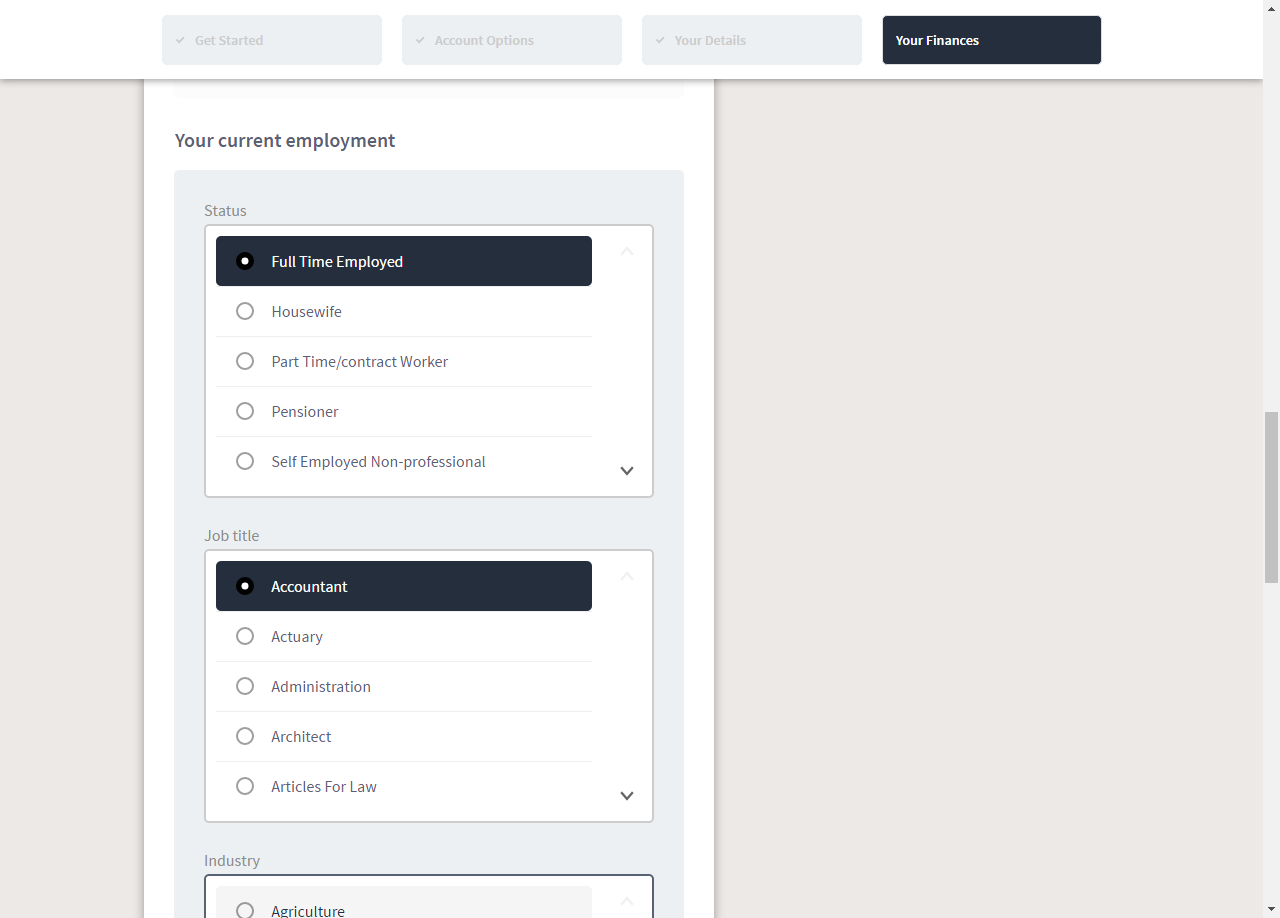 Get Started
Account Options
Your Details
Your Finances
Your current employment
Status
Full Time Employed
Housewife
Part Time/contract Worker
Pensioner
Self Employed Non-professional
Job title
Accountant
Actuary
Administration
Architect
Articles For Law
Industry
Agriculture